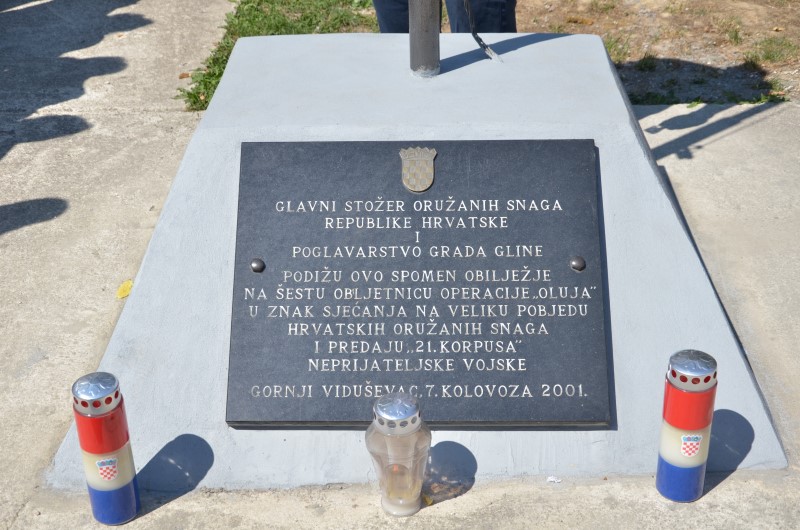 GLAVNI STOŽER ORUŽANIH SNAGA
REPUBLIKE HRVATSKE
I
POGLAVARSTVO GRADA GLINE
PODIŽU OVO SPOMEN OBILJEŽJE
NA ŠESTU OBLJETNICU OPERACIJE „OLUJA"
U ZNAK SJEĆANJA NA VELIKU POBJEDU
HRVATSKIH ORUŽANIH SNAGA
I PREDAJU „21. KORPUSA"
NEPRIJATELJSKE VOJSKE
GORNJI VIDUŠEVAC, 7. KOLOVOZA 2001.